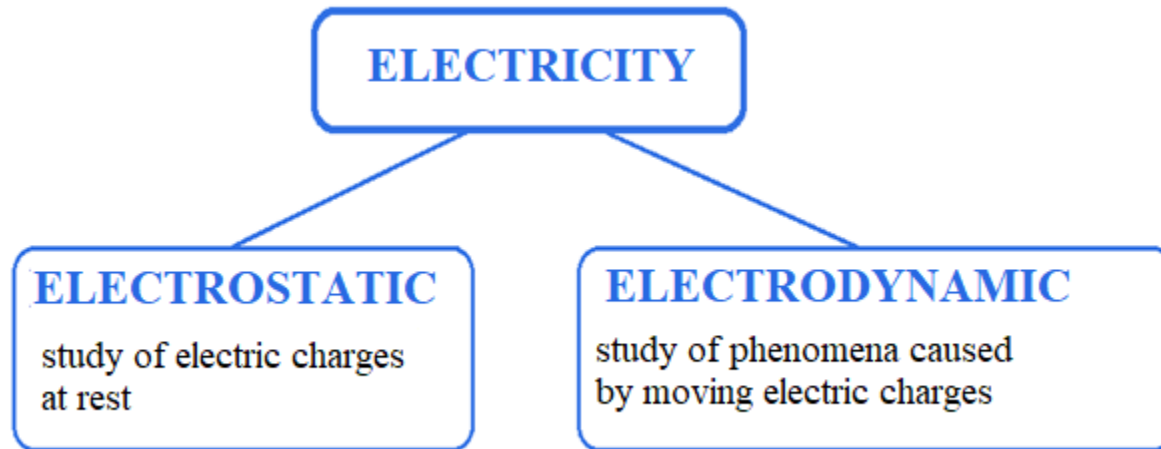 ELECTRICITY
ELECTROSTATIC
study of electric charges
at rest
ELECTRODYNAMIC
study of phenomena caused
by moving electric charges